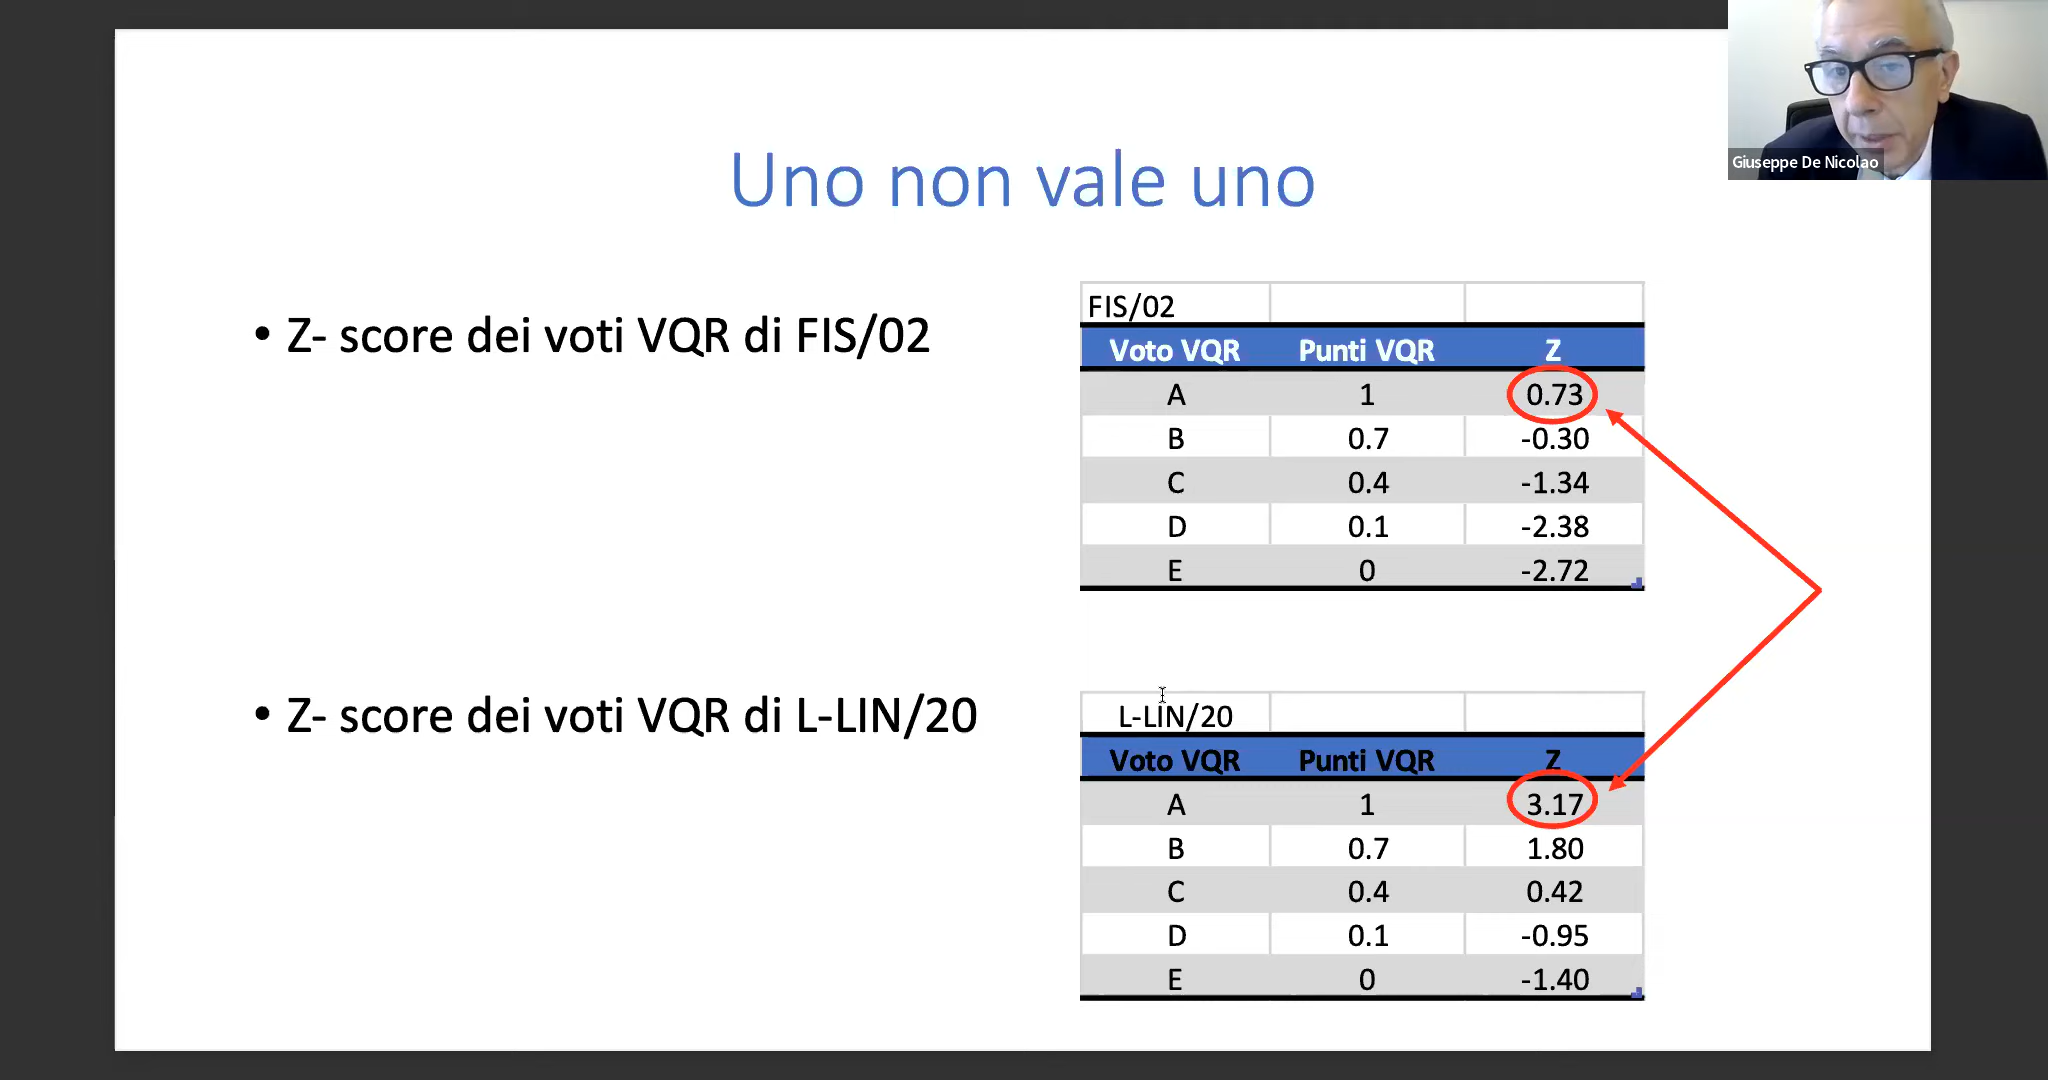 Giuseppe De Nicolao
Uno non vale uno
• Z- score dei voti VQR di FIS/02
FIS/02
Voto VQR Punti VQR Z
A 1 0.73
B 0.7 -0.30
C 0.4 -1.34
D 0.1 -2.38
E 0 -2.72
• Z- score dei voti VQR di L-LIN/20
L-LIN/20
Voto VQR Punti VQR Z
A 1 3.17
B 0.7 1.80
C 0.4 0.42
D 0.1 -0.95
E 0 -1.40